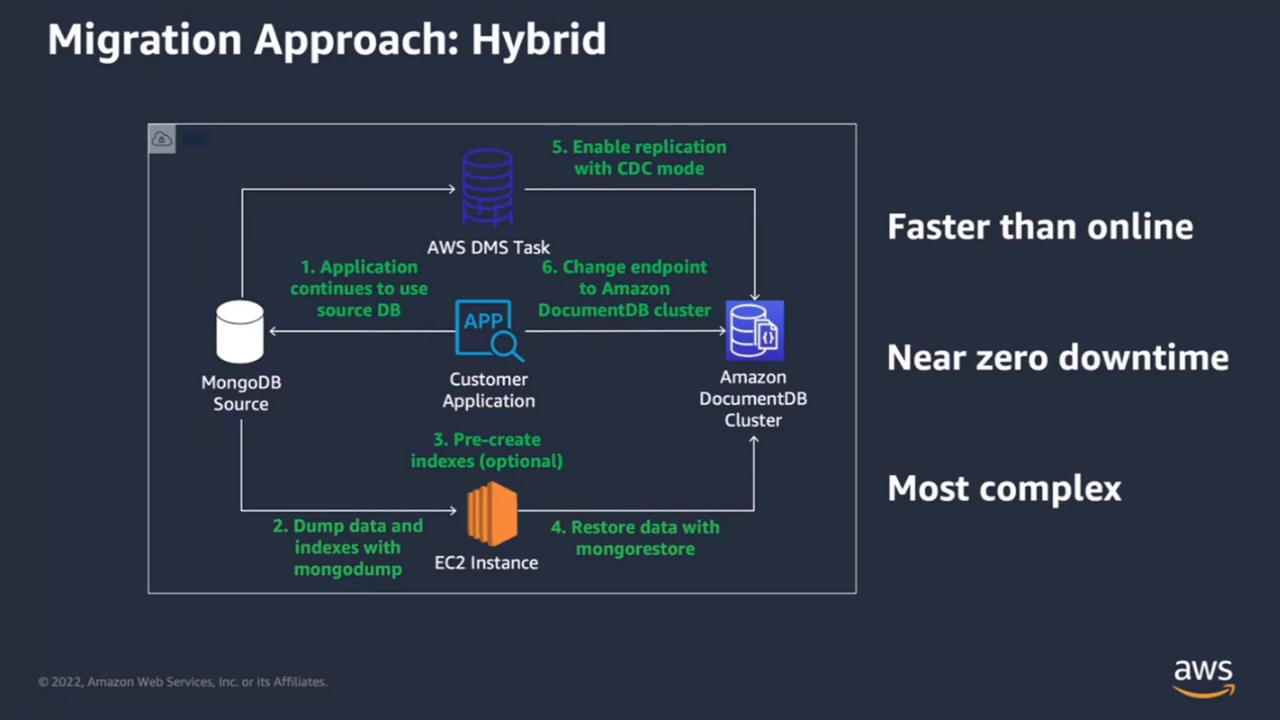 Migration Approach: Hybrid
5. Enable replication
with CDC mode
AWS DMS Task
1. Application
continues to use
source DB
6. Change endpoint
to Amazon
DocumentDB cluster
APP
MongoDB
Source
Customer
Application
Amazon
DocumentDB
Cluster
3. Pre-create
indexes (optional)
2. Dump data and
indexes with
mongodump
EC2 Instance
4. Restore data with
mongorestore
Faster than online
Near zero downtime
Most complex
© 2022, Amazon Web Services, Inc. or its Affiliates.
aws